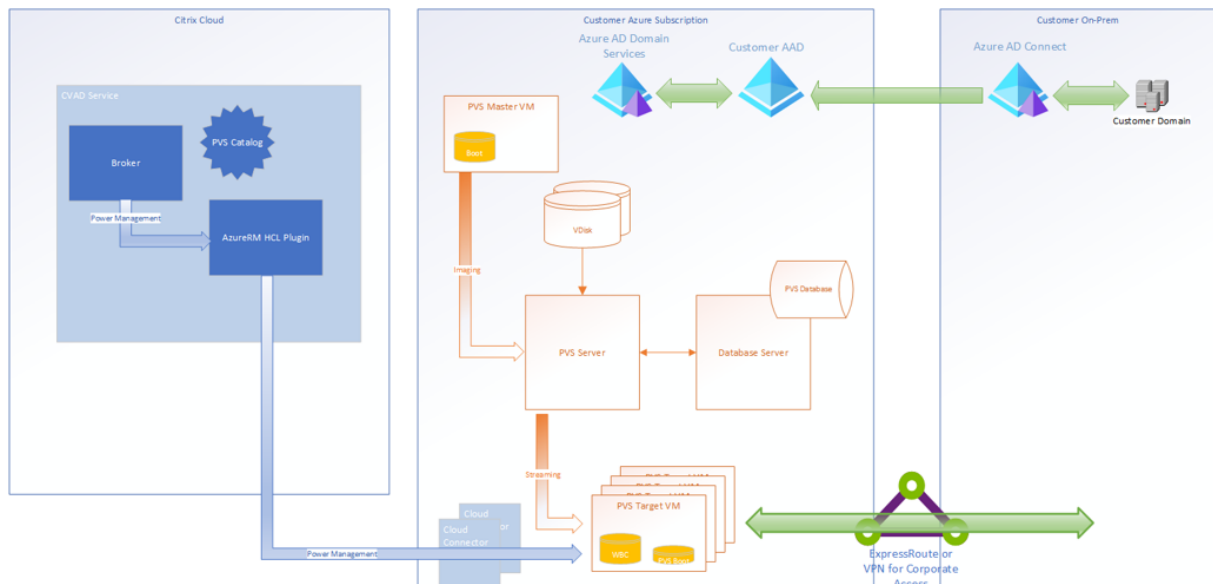 Citrix Cloud
Customer Azure Subscription
Customer On-Prem
Azure AD Domain
Services
Customer AAD
Azure AD Connect
CVAD Service
PVS Master VM
Boot
PVS Catalog
Broker
Customer Domain
Power Management
AzureRM HCL Plugin
VDisk
Imaging
PVS Database
PVS Server
Database Server
Streaming
PVS Target VM
Cloud
or
Cloud
Connector
WBC
Power Management
ExpressRoute or
VPN for Corporate
Access